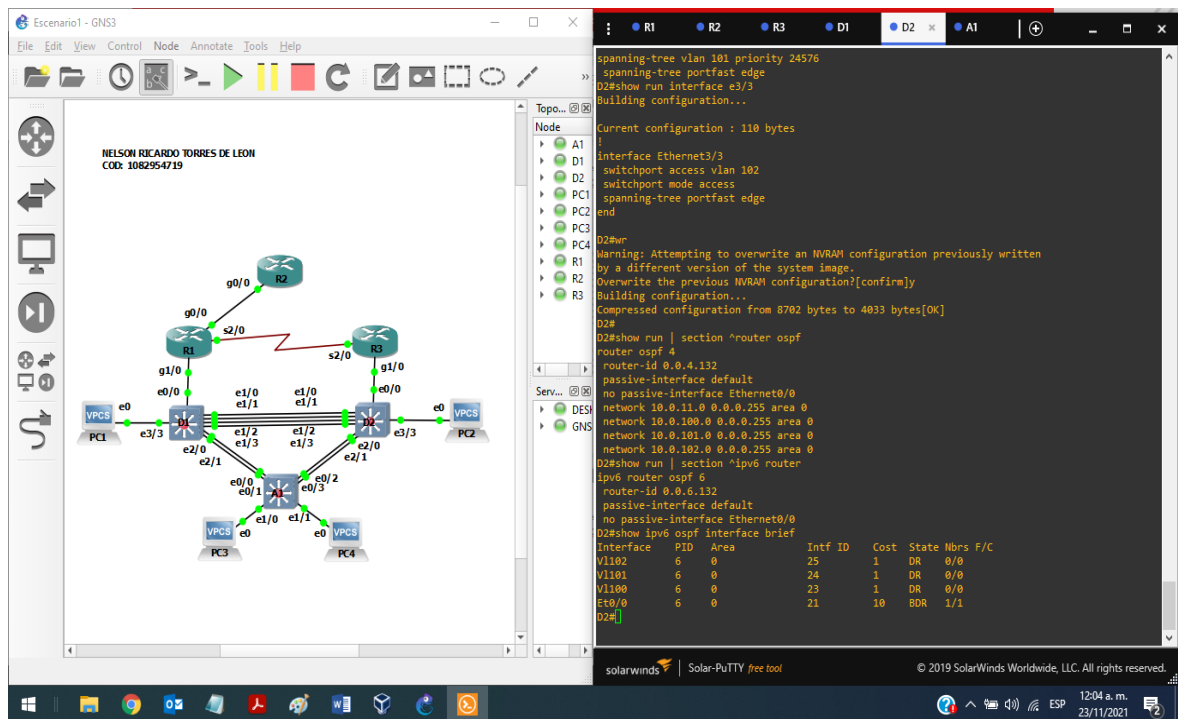 Escenario1 - GNS3
File Edit View Control Node Annotate Tools Help
NELSON RICARDO TORRES DE LEON
COD: 1082954719
R2
g0/0
g0/0
s2/0
R1
s2/0
R3
g1/0
g1/0
e0/0
e1/0
e1/0
e0/0
e1/1
e1/1
VPCS
e0
e0
VPCS
D1
D2
PC1
e3/3
e1/2
e1/2
e3/3
PC2
e1/3
e1/3
e2/0
e2/0
e2/1
e2/1
e0/0
e0/2
e0/1
e0/3
A1
e1/0
e1/1
VPCS
e0
e0
VPCS
PC3
PC4
Topo...
Node
A1
D1
D2
PC1
PC2
PC3
PC4
R1
R2
R3
Serv...
DESK
GNS
R1 R2 R3 D1 D2 A1
spanning-tree vlan 101 priority 24576
spanning-tree portfast edge
D2#show run interface e3/3
Building configuration...
Current configuration : 110 bytes
!
interface Ethernet3/3
switchport access vlan 102
switchport mode access
spanning-tree portfast edge
end
D2#wr
Warning: Attempting to overwrite an NVRAM configuration previously written
by a different version of the system image.
Overwrite the previous NVRAM configuration?[confirm]y
Building configuration...
Compressed configuration from 8702 bytes to 4033 bytes[OK]
D2#
D2#show run | section ^router ospf
router ospf 4
router-id 0.0.4.132
passive-interface default
no passive-interface Ethernet0/0
network 10.0.11.0 0.0.0.255 area 0
network 10.0.100.0 0.0.0.255 area 0
network 10.0.101.0 0.0.0.255 area 0
network 10.0.102.0 0.0.0.255 area 0
D2#show run | section ^ipv6 router
ipv6 router ospf 6
router-id 0.0.6.132
passive-interface default
no passive-interface Ethernet0/0
D2#show ipv6 ospf interface brief
Interface PID Area Intf ID Cost State Nbrs F/C
Vl102 6 0 25 1 DR 0/0
Vl101 6 0 24 1 DR 0/0
Vl100 6 0 23 1 DR 0/0
Et0/0 6 0 21 10 BDR 1/1
D2#
solarwinds Solar-PuTTY free tool © 2019 SolarWinds Worldwide, LLC. All rights reserved.
ESP
12:04 a. m.
23/11/2021